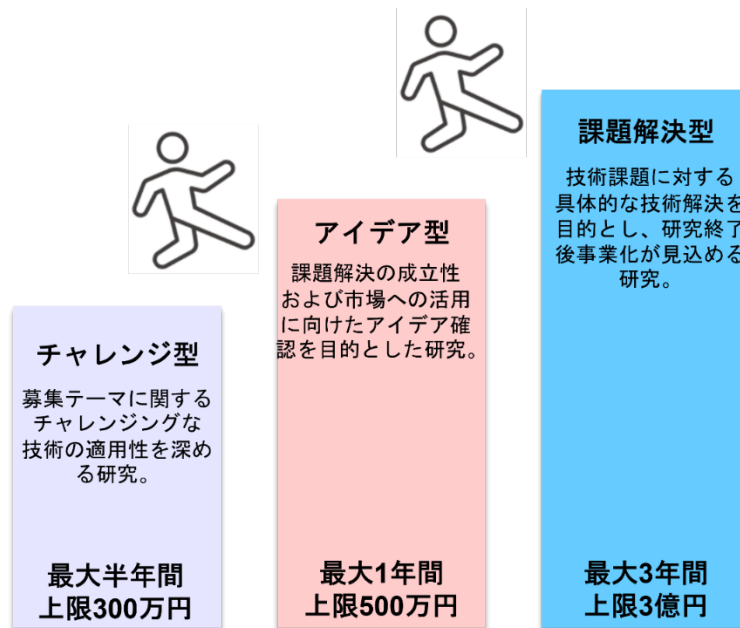 チャレンジ型
募集テーマに関する
チャレンジングな
技術の適用性を深め
る研究。
最大半年間
上限300万円
アイデア型
課題解決の成立性
および市場への活用
に向けたアイデア確
認を目的とした研究。
最大1年間
上限500万円
課題解決型
技術課題に対する
具体的な技術解決を
目的とし、研究終了
後事業化が見込める
研究。
最大3年間
上限3億円